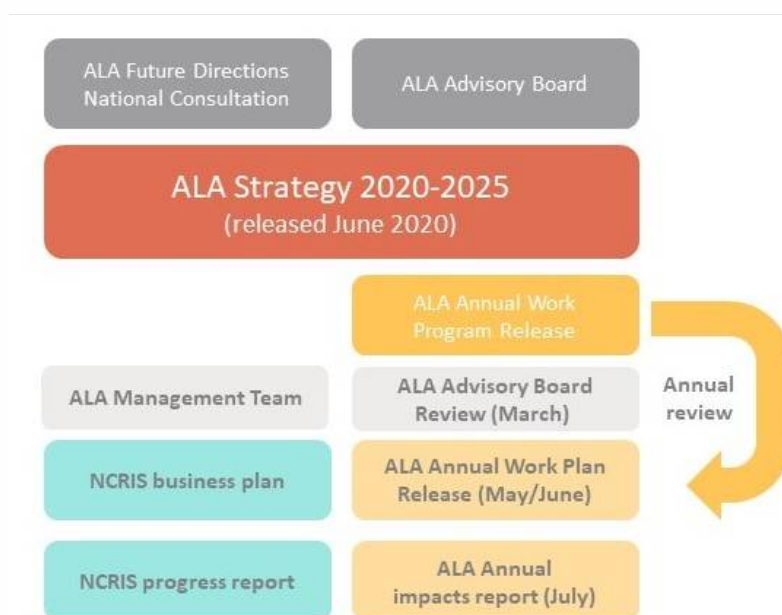 ALA Future Directions
National Consultation
ALA Advisory Board
ALA Strategy 2020-2025
(released June 2020)
ALA Annual Work
Program Release
ALA Management Team
ALA Advisory Board
Review (March)
Annual
review
NCRIS business plan
ALA Annual Work Plan
Release (May/June)
NCRIS progress report
ALA Annual
impacts report (July)